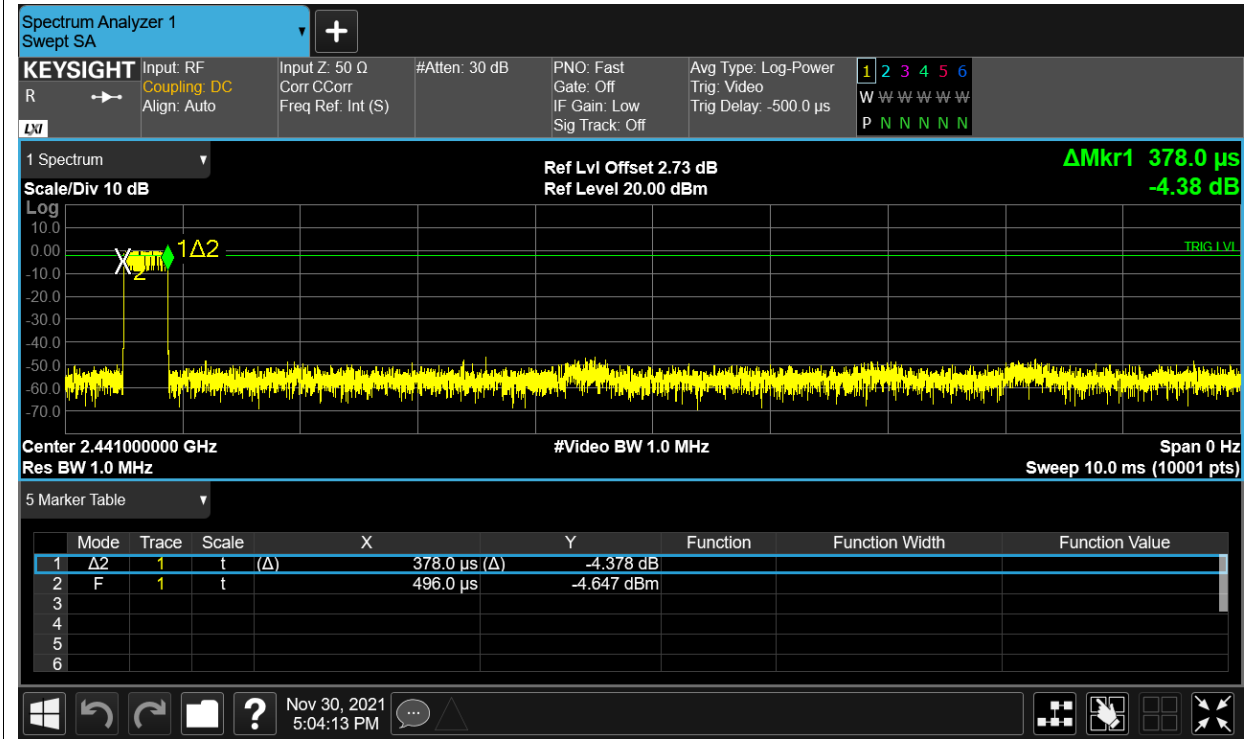 Spectrum Analyzer 1
Swept SA
KEYSIGHT
R
LXI
Input: RF
Coupling: DC
Align: Auto
Input Z: 50 Ω
Corr CCorr
Freq Ref: Int (S)
#Atten: 30 dB
PNO: Fast
Gate: Off
IF Gain: Low
Sig Track: Off
Avg Type: Log-Power
Trig: Video
Trig Delay: -500.0 µs
1 2 3 4 5 6
W W W W W W
P N N N N N
1 Spectrum
Scale/Div 10 dB
Ref Lvl Offset 2.73 dB
Ref Level 20.00 dBm
ΔMkr1 378.0 µs
-4.38 dB
Log
10.0
0.00
-10.0
-20.0
-30.0
-40.0
-50.0
-60.0
-70.0
X
2
1Δ2
TRIG LVL
Center 2.441000000 GHz
#Video BW 1.0 MHz
Span 0 Hz
Res BW 1.0 MHz
Sweep 10.0 ms (10001 pts)
5 Marker Table
Mode Trace Scale X Y Function Function Width Function Value
1 Δ2 1 t (Δ) 378.0 µs (Δ) -4.378 dB
2 F 1 t 496.0 µs -4.647 dBm
3
4
5
6
?
Nov 30, 2021
5:04:13 PM